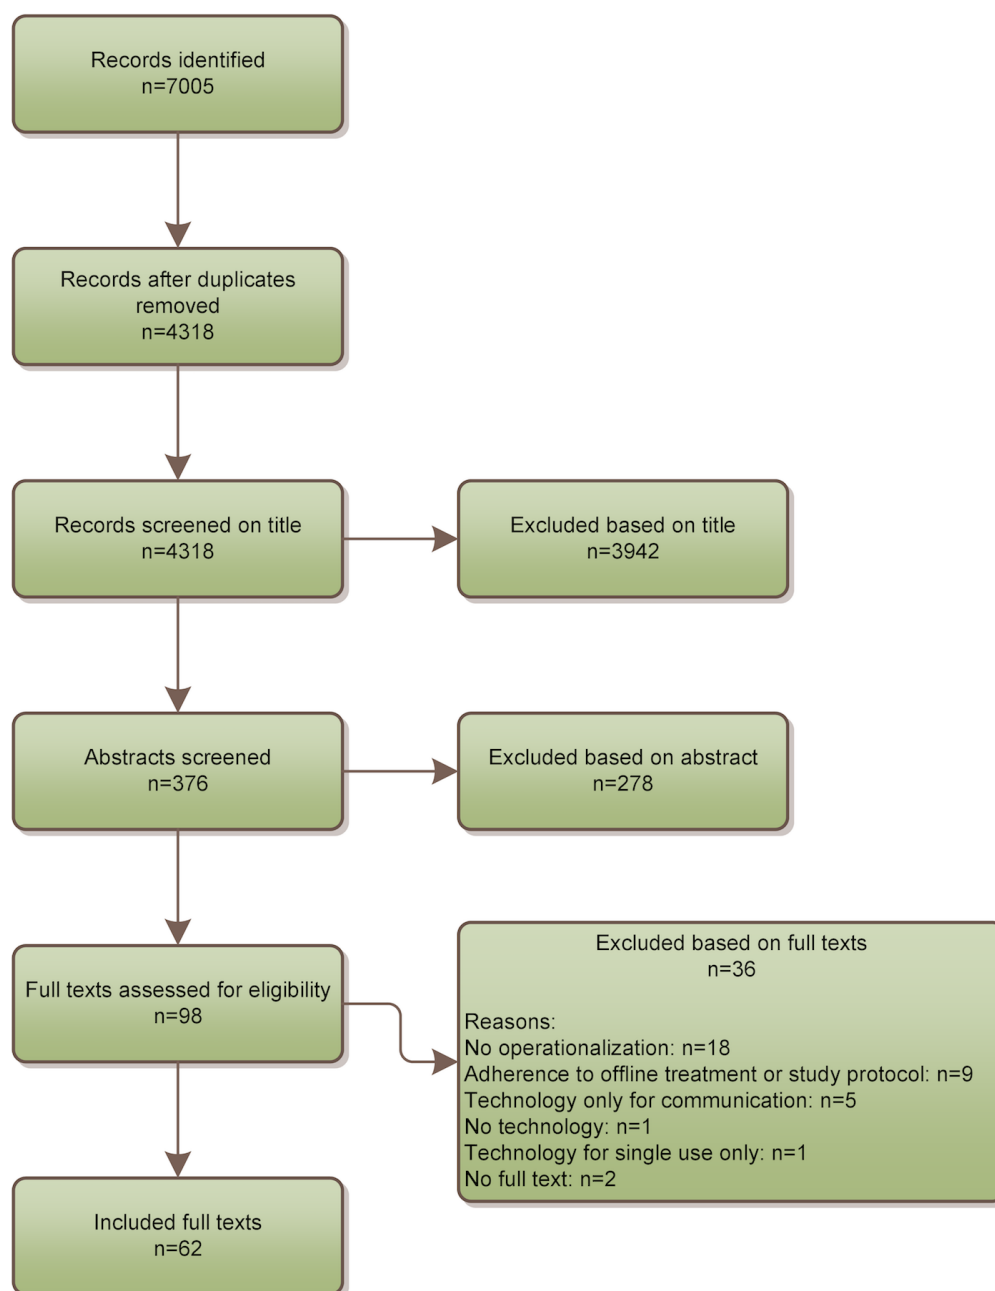 Records identified
n=7005
Records after duplicates
removed
n=4318
Records screened on title
n=4318
Excluded based on title
n=3942
Abstracts screened
n=376
Excluded based on abstract
n=278
Full texts assessed for eligibility
n=98
Excluded based on full texts
n=36
Reasons:
No operationalization: n=18
Adherence to offline treatment or study protocol: n=9
Technology only for communication: n=5
No technology: n=1
Technology for single use only: n=1
No full text: n=2
Included full texts
n=62